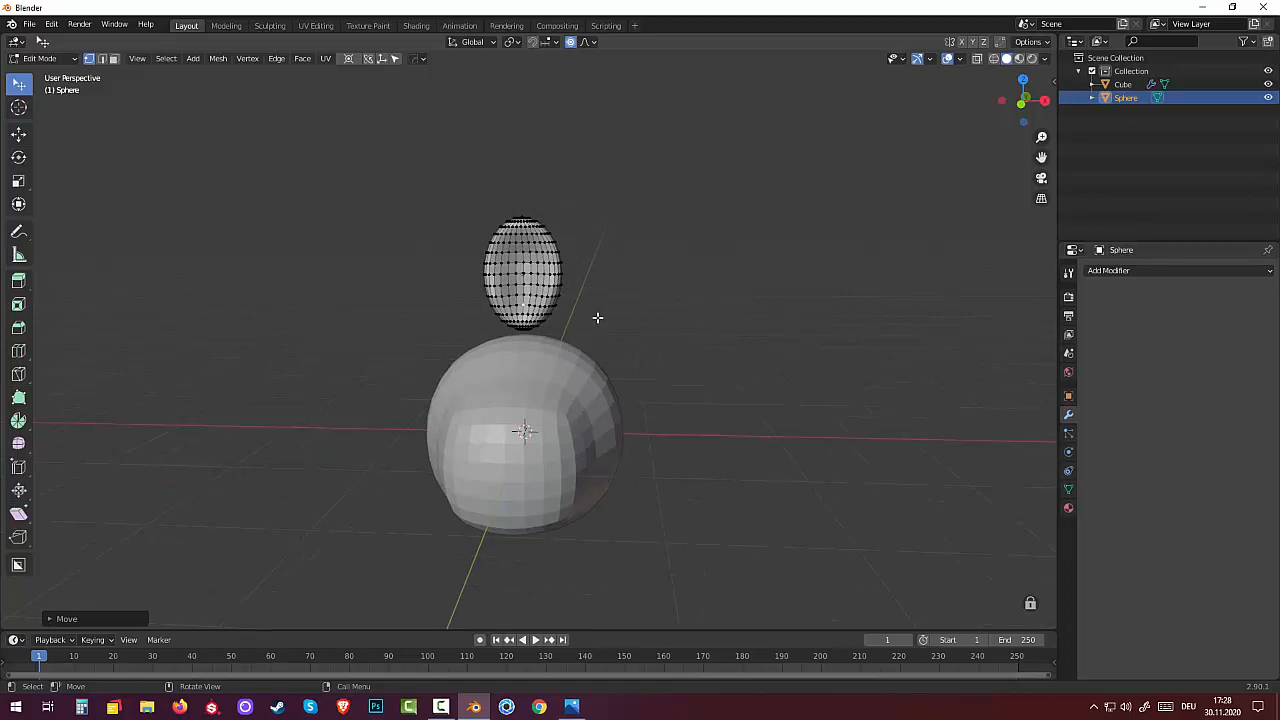 Blender
File Edit Render Window Help Layout Modeling Sculpting UV Editing Texture Paint Shading Animation Rendering Compositing Scripting + Scene View Layer
Global X Y Z Options
Edit Mode View Select Add Mesh Vertex Edge Face UV
User Perspective
(1) Sphere
Scene Collection
Collection
Cube
Sphere
Z
X
Sphere
Add Modifier
Move
Playback Keying View Marker 1 Start 1 End 250
1 10 20 30 40 50 60 70 80 90 100 110 120 130 140 150 160 170 180 190 200 210 220 230 240 250
Select Move Rotate View Call Menu 2.90.1
Ps DEU 17:28
30.11.2020